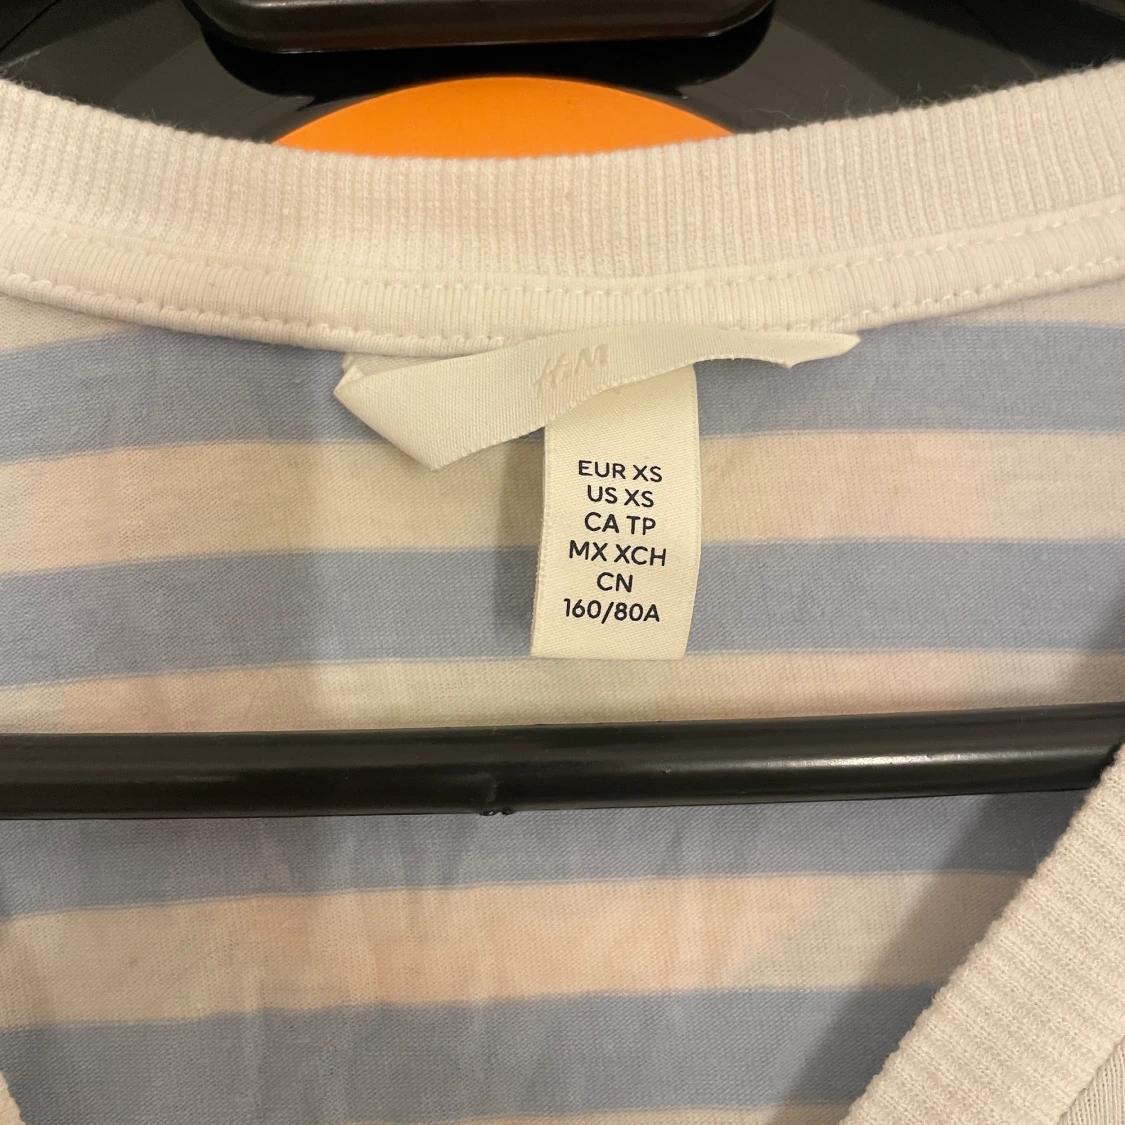 H&M
EUR XS
US XS
CA TP
MX XCH
CN
160/80A